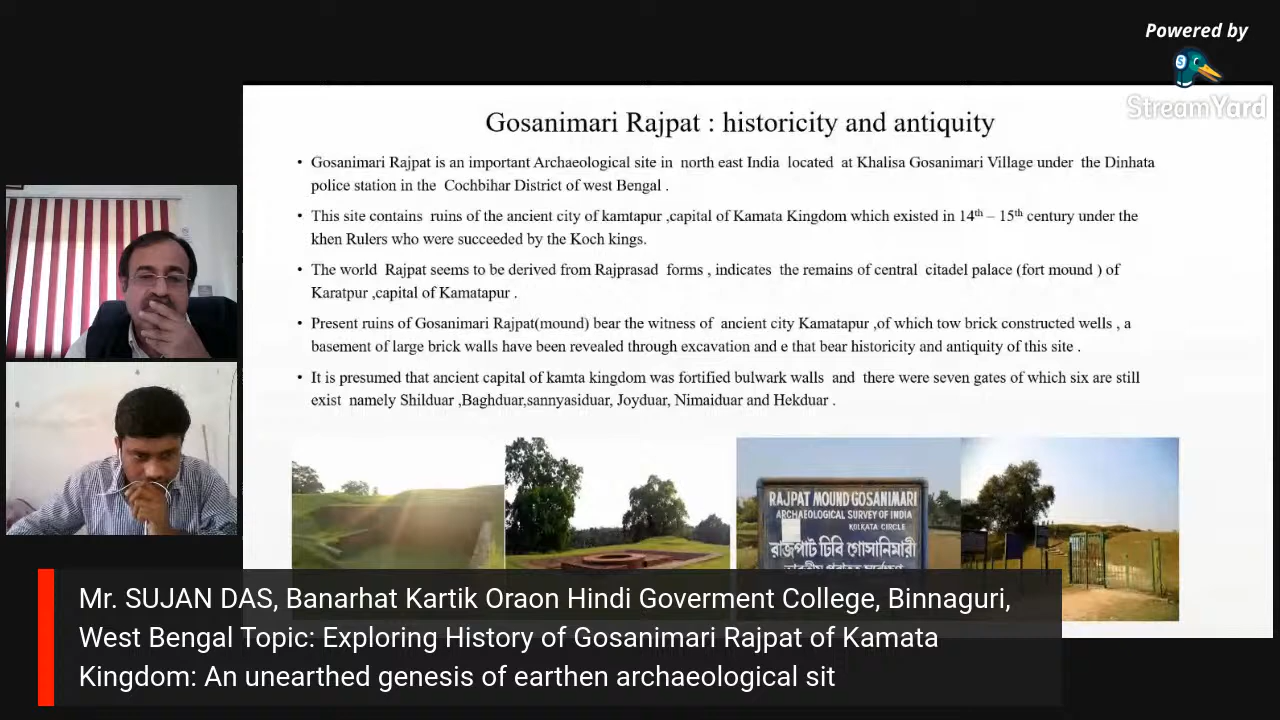 Powered by
StreamYard
Gosanimari Rajpat : historicity and antiquity
• Gosanimari Rajpat is an important Archaeological site in north east India located at Khalisa Gosanimari Village under the Dinhata
police station in the Cochbihar District of west Bengal .
• This site contains ruins of the ancient city of kamtapur ,capital of Kamata Kingdom which existed in 14th – 15th century under the
khen Rulers who were succeeded by the Koch kings.
• The world Rajpat seems to be derived from Rajprasad forms , indicates the remains of central citadel palace (fort mound ) of
Karatpur ,capital of Kamatapur .
• Present ruins of Gosanimari Rajpat(mound) bear the witness of ancient city Kamatapur ,of which tow brick constructed wells , a
basement of large brick walls have been revealed through excavation and e that bear historicity and antiquity of this site .
• It is presumed that ancient capital of kamta kingdom was fortified bulwark walls and there were seven gates of which six are still
exist namely Shilduar ,Baghduar,sannyasiduar, Joyduar, Nimaiduar and Hekduar .
RAJPAT MOUND GOSANIMARI
ARCHAEOLOGICAL SURVEY OF INDIA
KOLKATA CIRCLE
রাজপাট ঢিবি গোসানিমারী
Mr. SUJAN DAS, Banarhat Kartik Oraon Hindi Goverment College, Binnaguri,
West Bengal Topic: Exploring History of Gosanimari Rajpat of Kamata
Kingdom: An unearthed genesis of earthen archaeological sit